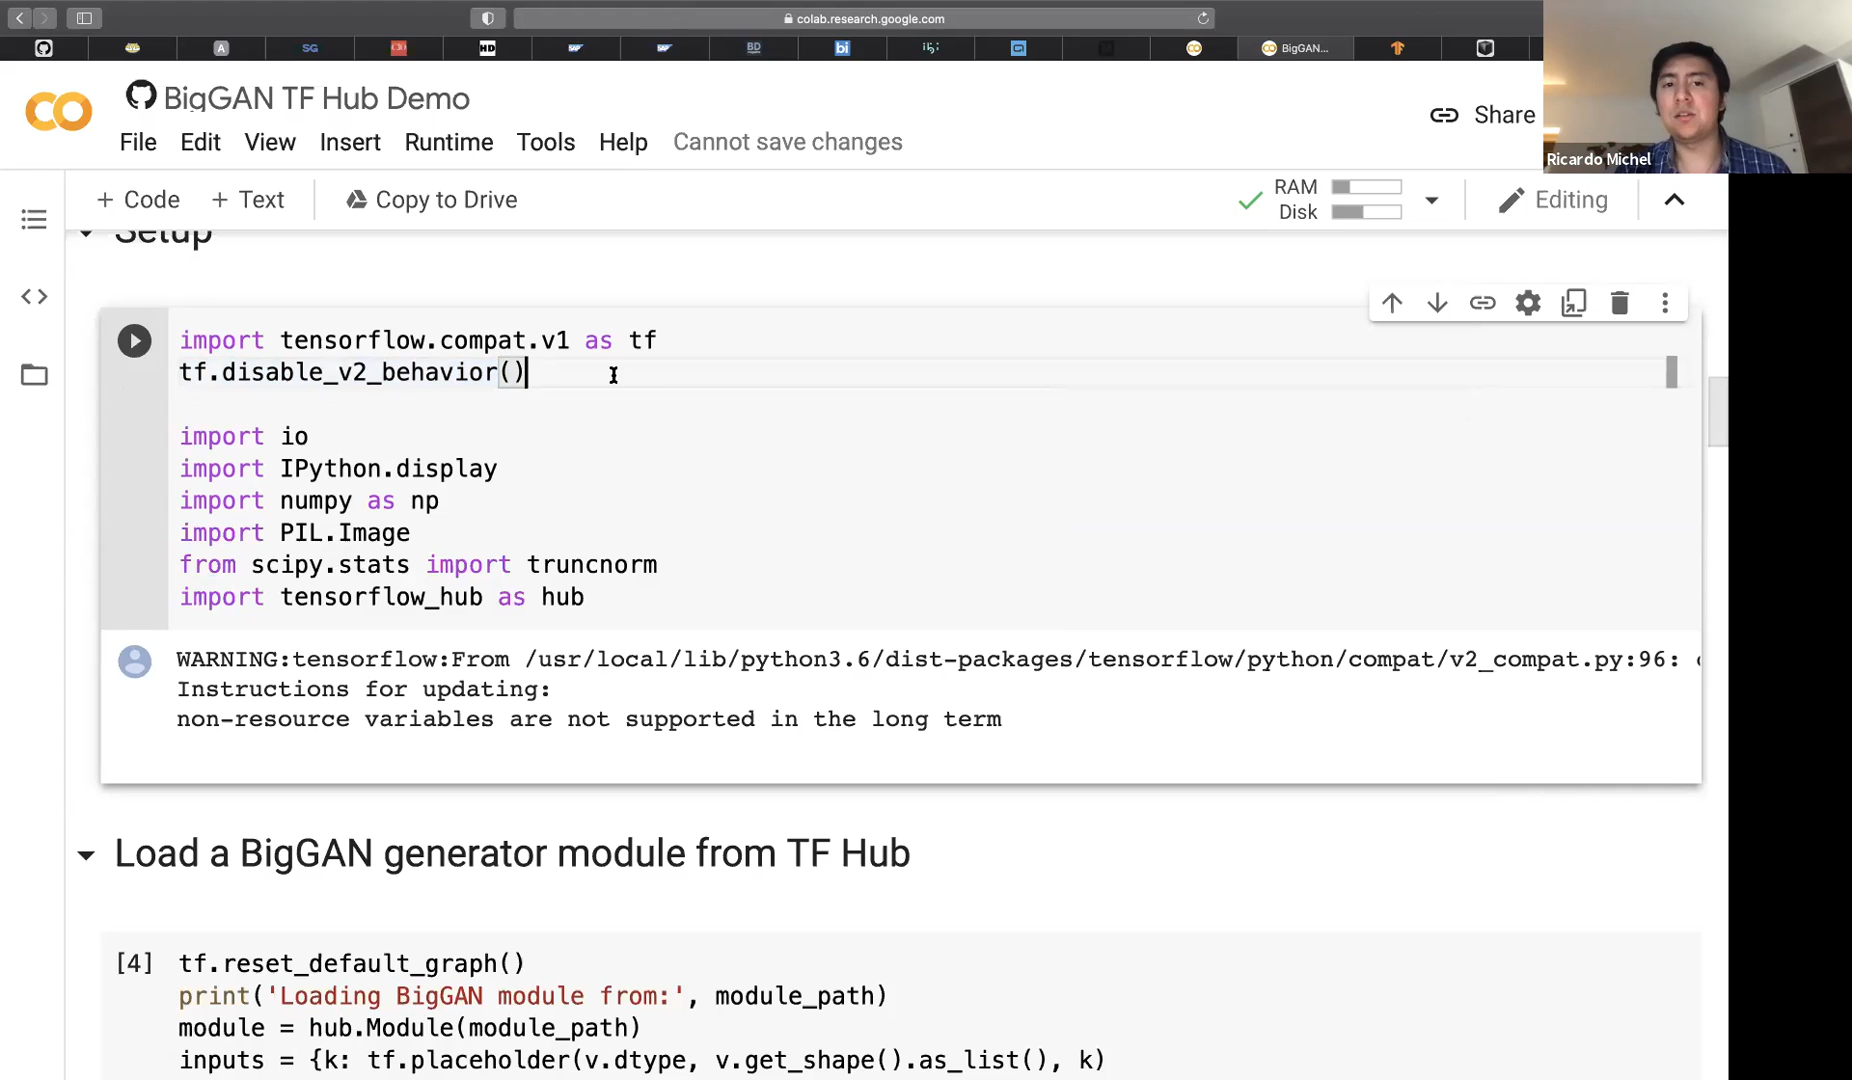 colab.research.google.com
A
SG
HD
BD
bi
G
BigGAN...
BigGAN TF Hub Demo
Share
Ricardo Michel
File Edit View Insert Runtime Tools Help Cannot save changes
+ Code + Text Copy to Drive
RAM
Disk
Editing
Setup
import tensorflow.compat.v1 as tf
tf.disable_v2_behavior()
import io
import IPython.display
import numpy as np
import PIL.Image
from scipy.stats import truncnorm
import tensorflow_hub as hub
WARNING:tensorflow:From /usr/local/lib/python3.6/dist-packages/tensorflow/python/compat/v2_compat.py:96:
Instructions for updating:
non-resource variables are not supported in the long term
Load a BigGAN generator module from TF Hub
[4] tf.reset_default_graph()
print('Loading BigGAN module from:', module_path)
module = hub.Module(module_path)
inputs = {k: tf.placeholder(v.dtype, v.get_shape().as_list(), k)